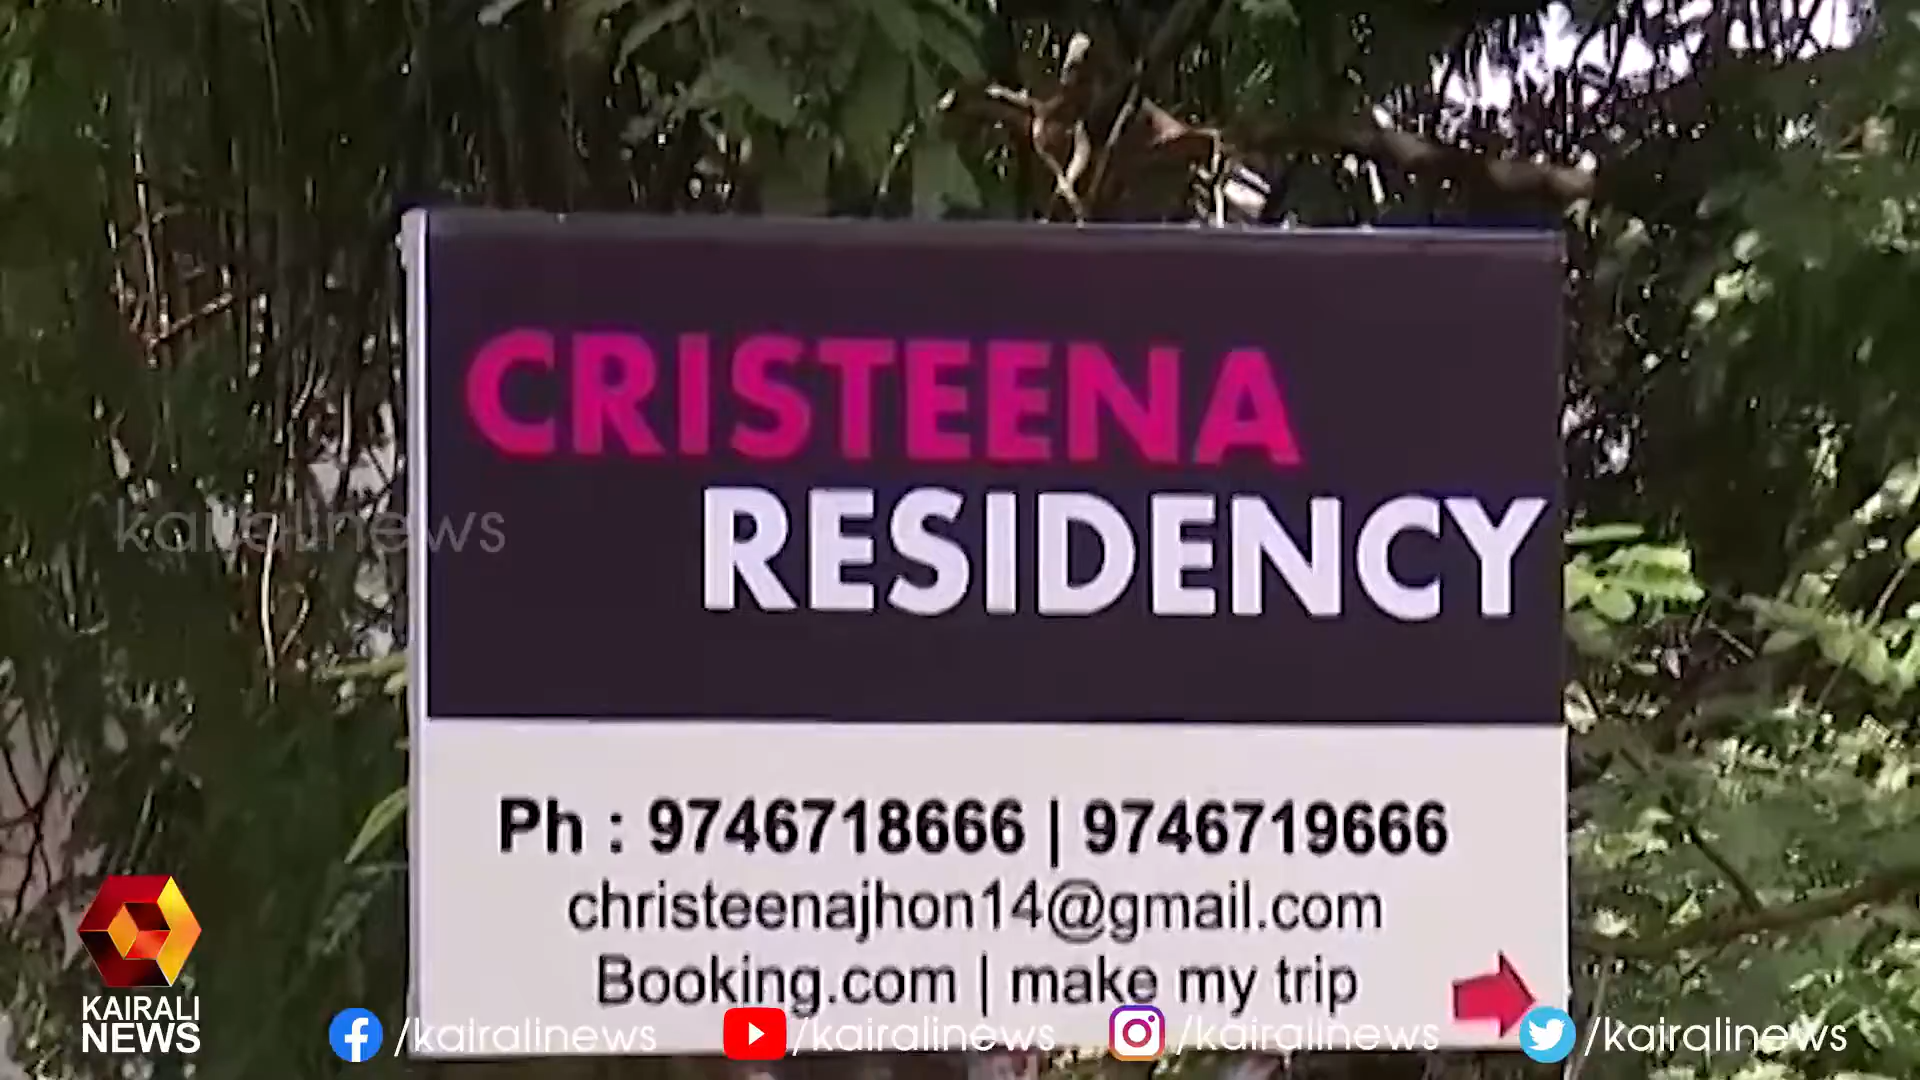 CRISTEENA
RESIDENCY
kairalinews
Ph : 9746718666 | 9746719666
christeenajhon14@gmail.com
Booking.com | make my trip
KAIRALI
NEWS
/kairalinews /kairalinews /kairalinews /kairalinews